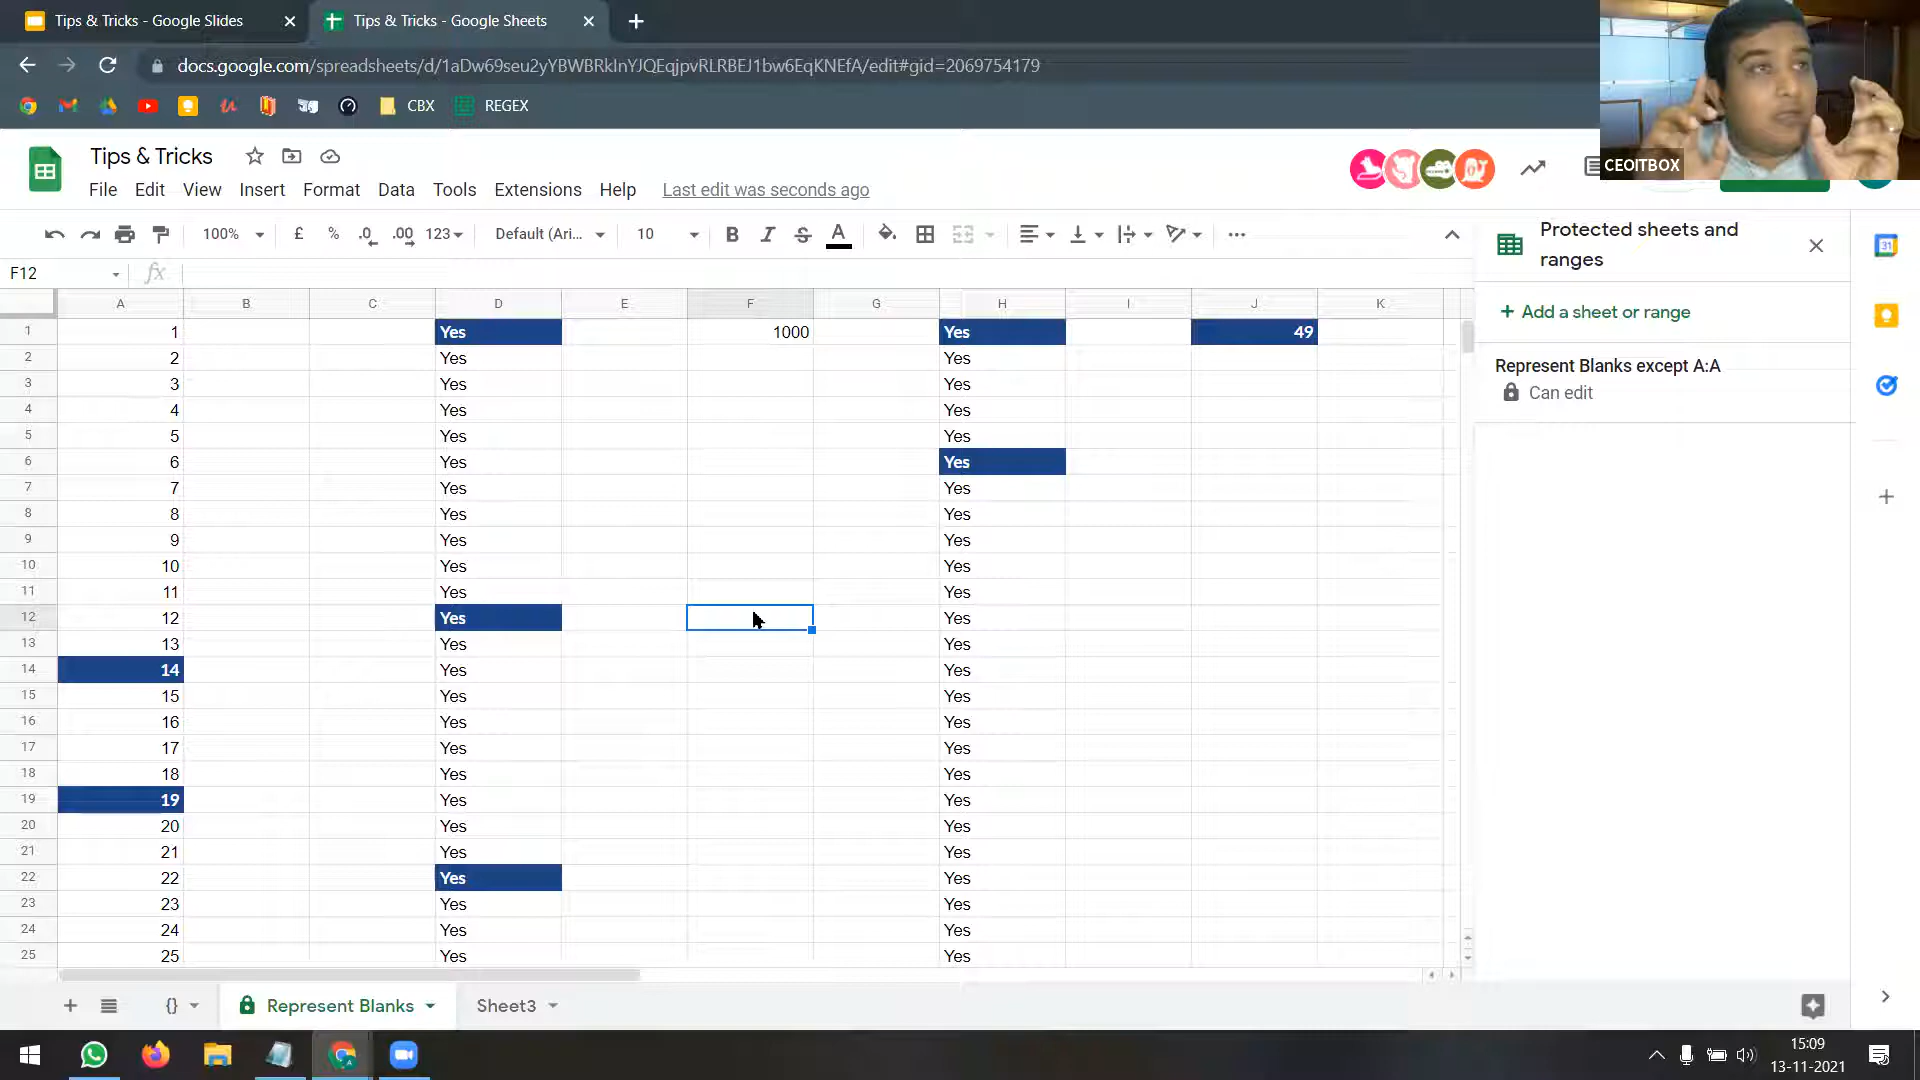 Tips & Tricks - Google Slides
Tips & Tricks - Google Sheets
docs.google.com/spreadsheets/d/1aDw69seu2yYBWBRkInYJQEqjpvRLRBEJ1bw6EqKNEfA/edit#gid=2069754179
CBX REGEX
CEOITBOX
Tips & Tricks
File Edit View Insert Format Data Tools Extensions Help Last edit was seconds ago
100% £ % .0 .00 123 Default (Ari... 10 B I S A
F12 fx
A B C D E F G H I J K
1 1 Yes 1000 Yes 49
2 2 Yes Yes
3 3 Yes Yes
4 4 Yes Yes
5 5 Yes Yes
6 6 Yes Yes
7 7 Yes Yes
8 8 Yes Yes
9 9 Yes Yes
10 10 Yes Yes
11 11 Yes Yes
12 12 Yes Yes
13 13 Yes Yes
14 14 Yes Yes
15 15 Yes Yes
16 16 Yes Yes
17 17 Yes Yes
18 18 Yes Yes
19 19 Yes Yes
20 20 Yes Yes
21 21 Yes Yes
22 22 Yes Yes
23 23 Yes Yes
24 24 Yes Yes
25 25 Yes Yes
Protected sheets and
ranges
+ Add a sheet or range
Represent Blanks except A:A
Can edit
31
{} Represent Blanks Sheet3
15:09
13-11-2021